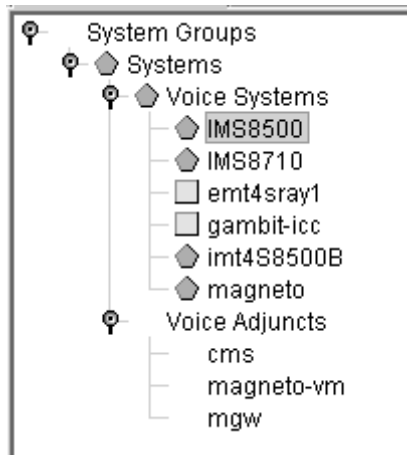 System Groups
Systems
Voice Systems
IMS8500
IMS8710
emt4sray1
gambit-icc
imt4S8500B
magneto
Voice Adjuncts
cms
magneto-vm
mgw